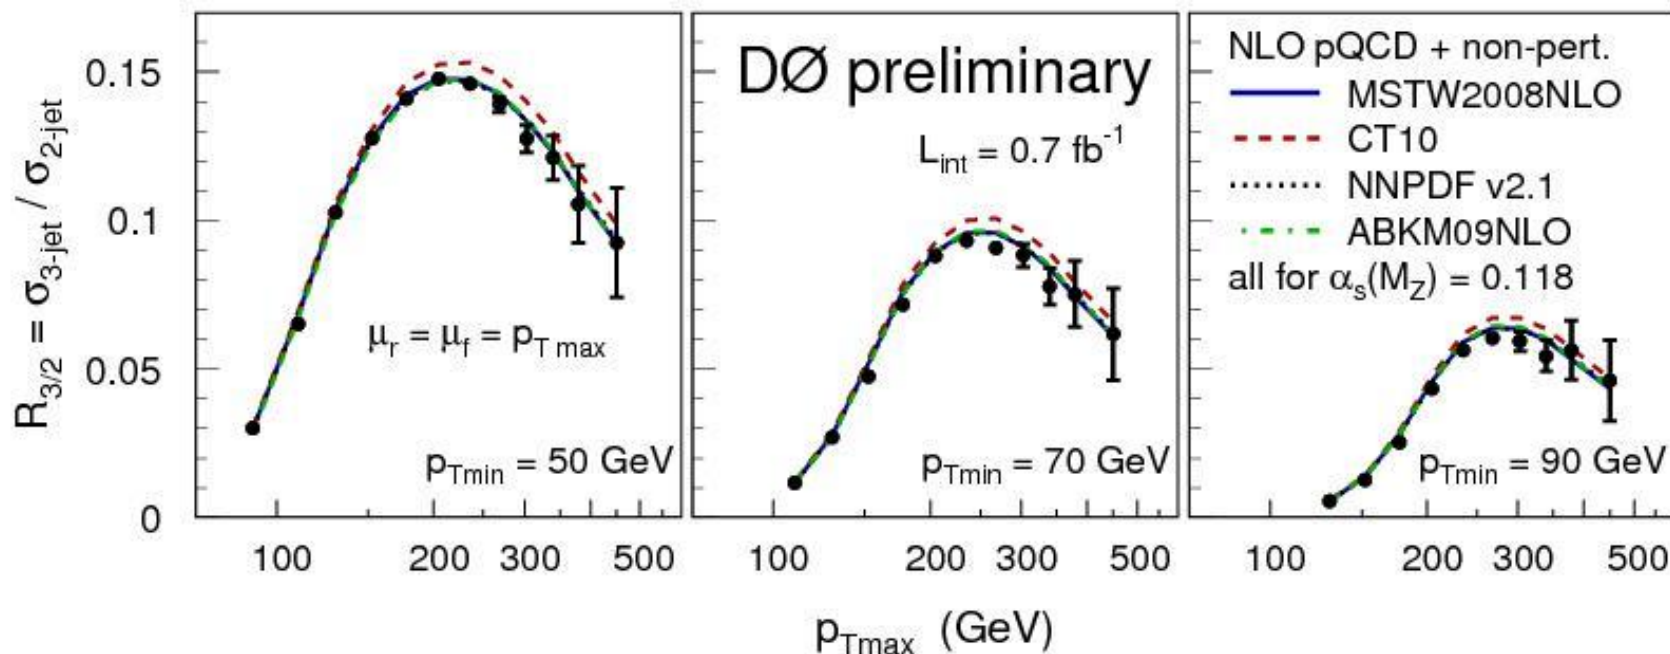 R3/2 = σ3-jet / σ2-jet
0.15
0.1
0.05
0
μr = μf = pT max
pTmin = 50 GeV
100 200 300 500
DØ preliminary
Lint = 0.7 fb-1
pTmin = 70 GeV
100 200 300 500
NLO pQCD + non-pert.
MSTW2008NLO
CT10
NNPDF v2.1
ABKM09NLO
all for αs(MZ) = 0.118
pTmin = 90 GeV
100 200 300 500
pTmax (GeV)